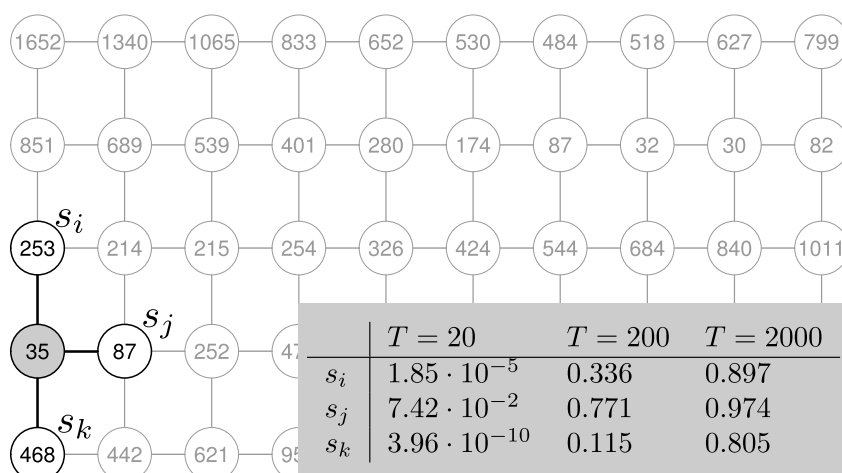 1652 1340 1065 833 652 530 484 518 627 799
851 689 539 401 280 174 87 32 30 82
s_i
253 214 215 254 326 424 544 684 840 1011
s_j
35 87 252
s_k
468 442 621
T = 20 T = 200 T = 2000
s_i 1.85 · 10^{-5} 0.336 0.897
s_j 7.42 · 10^{-2} 0.771 0.974
s_k 3.96 · 10^{-10} 0.115 0.805